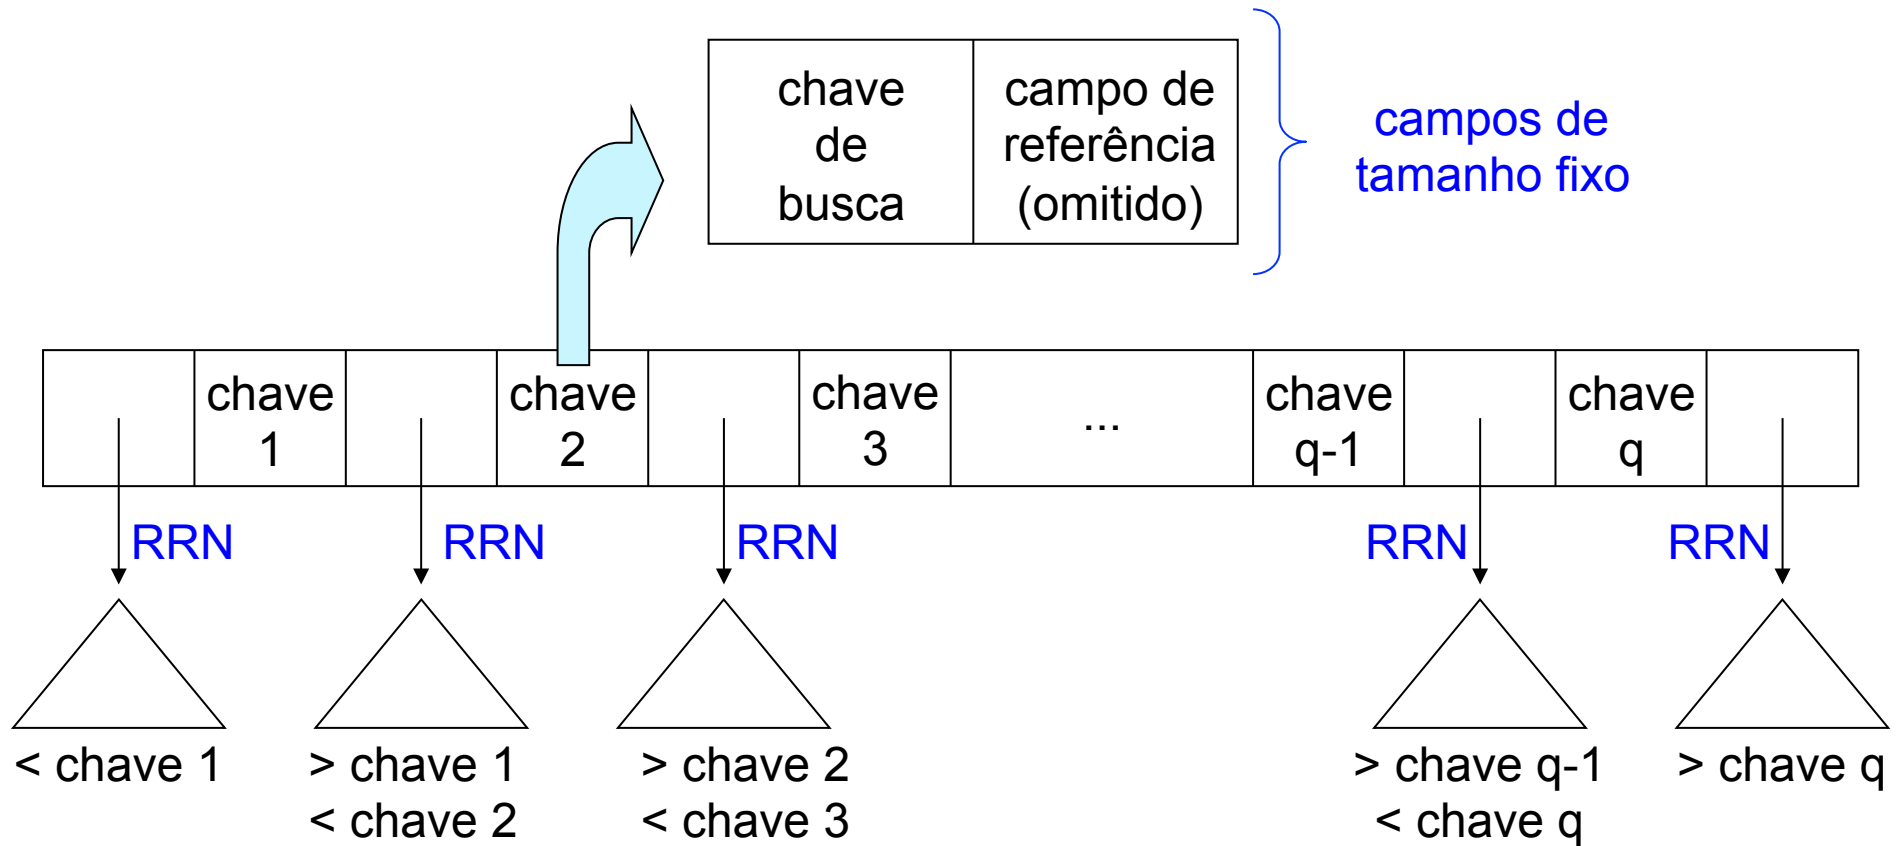 chave
de
busca
campo de
referência
(omitido)
campos de
tamanho fixo
chave
1
chave
2
chave
3
...
chave
q-1
chave
q
RRN
RRN
RRN
RRN
RRN
< chave 1
> chave 1
< chave 2
> chave 2
< chave 3
> chave q-1
< chave q
> chave q